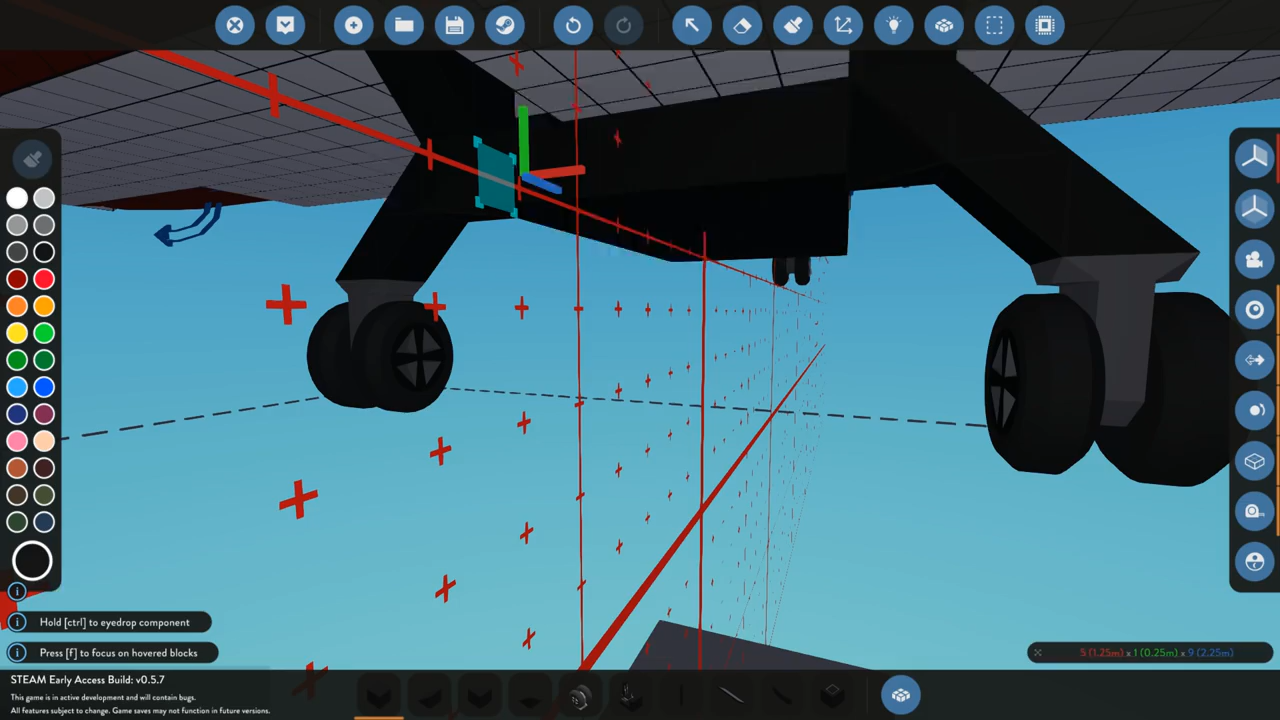 Hold [ctrl] to eyedrop component
Press [f] to focus on hovered blocks
5 (1.25m) x 1 (0.25m) x 9 (2.25m)
STEAM Early Access Build: v0.5.7
This game is in active development and will contain bugs.
All features subject to change. Game saves may not function in future versions.